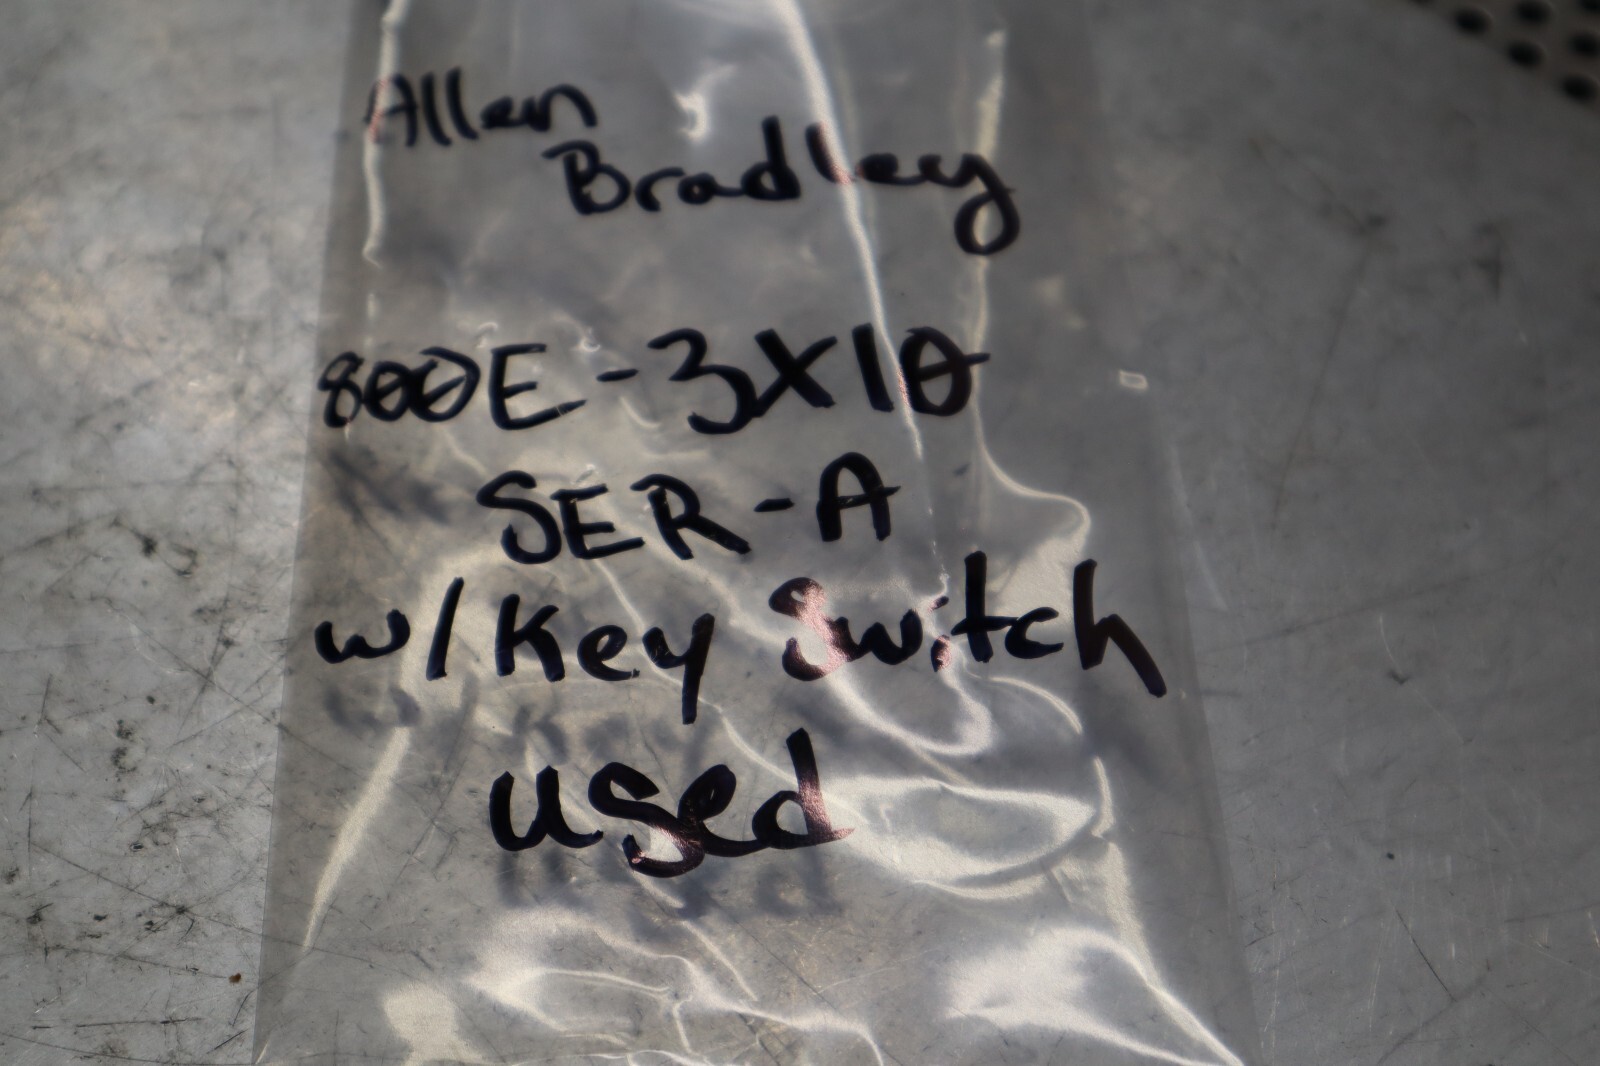 Allen
Bradley
800E-3X10
SER-A
w/Key Switch
used